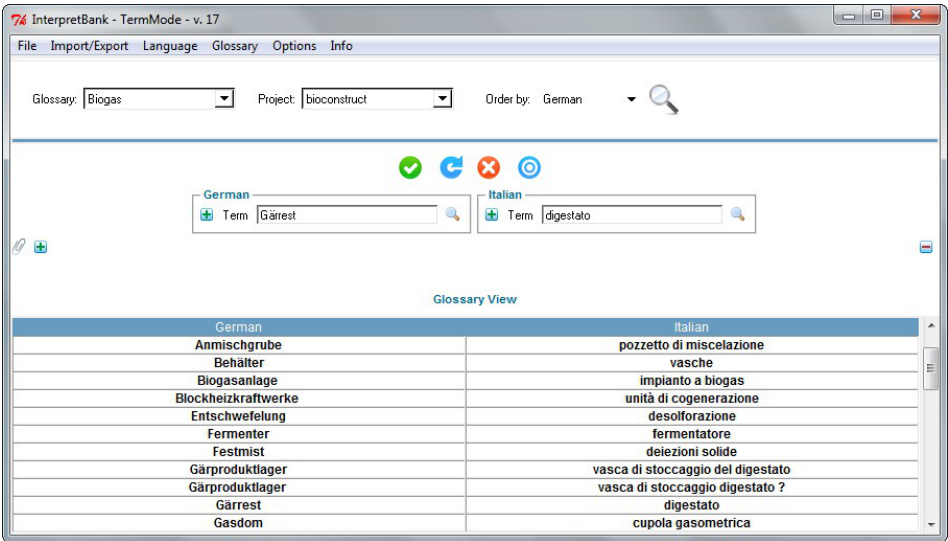 InterpretBank - TermMode - v. 17
File Import/Export Language Glossary Options Info
Glossary: Biogas Project: bioconstruct Order by: German
German Italian
Term Gärrest Term digestato
Glossary View
German Italian
Anmischgrube pozzetto di miscelazione
Behälter vasche
Biogasanlage impianto a biogas
Blockheizkraftwerke unità di cogenerazione
Entschwefelung desolforazione
Fermenter fermentatore
Festmist deiezioni solide
Gärproduktlager vasca di stoccaggio del digestato
Gärproduktlager vasca di stoccaggio digestato ?
Gärrest digestato
Gasdom cupola gasometrica